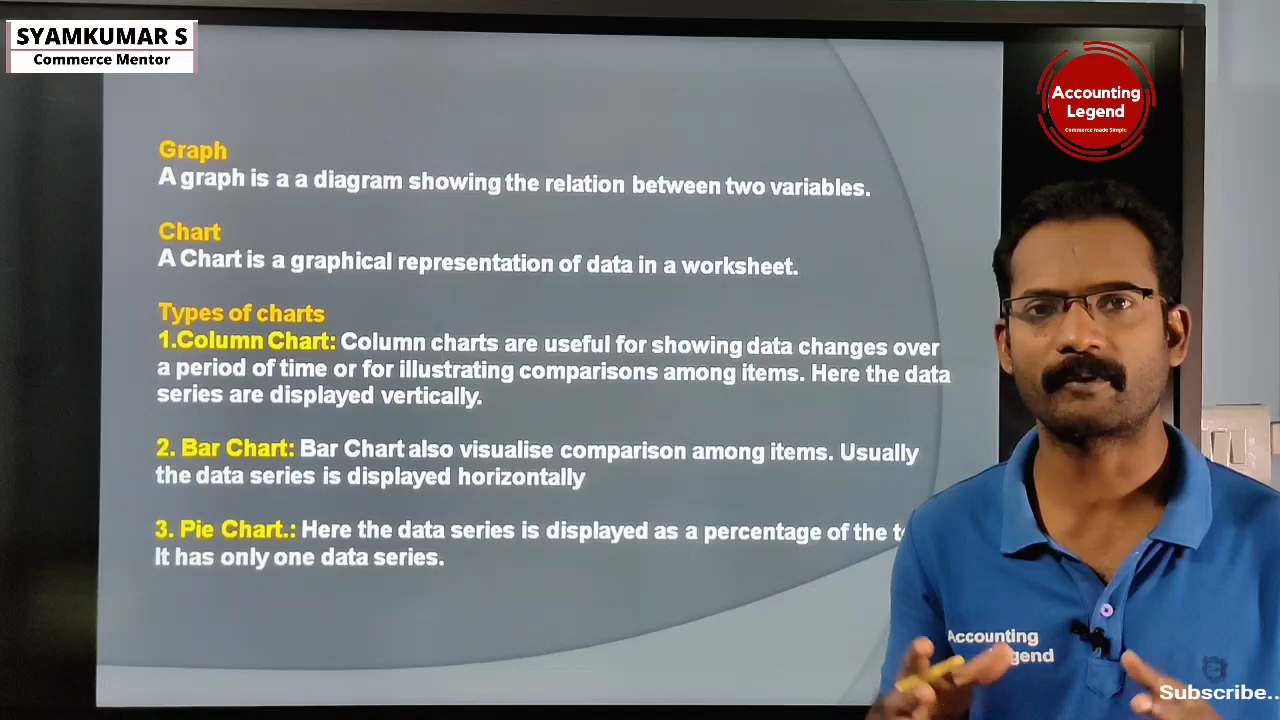 SYAMKUMAR S
Commerce Mentor
Accounting
Legend
Commerce made Simple
Graph
A graph is a a diagram showing the relation between two variables.
Chart
A Chart is a graphical representation of data in a worksheet.
Types of charts
1.Column Chart: Column charts are useful for showing data changes over
a period of time or for illustrating comparisons among items. Here the data
series are displayed vertically.
2. Bar Chart: Bar Chart also visualise comparison among items. Usually
the data series is displayed horizontally
3. Pie Chart.: Here the data series is displayed as a percentage of the
It has only one data series.
Accounting
Subscribe..